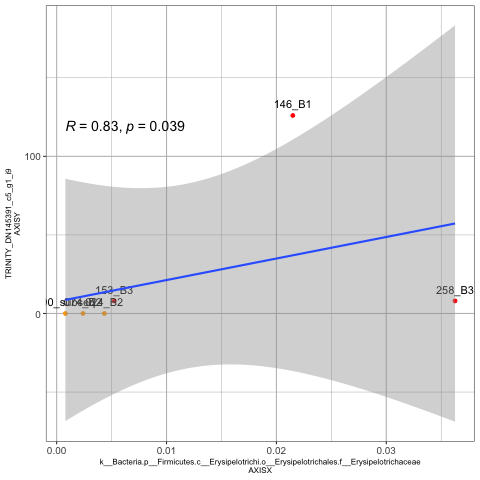 146_B1
R = 0.83, p = 0.039
100
TRINITY_DN145391_c5_g1_i9
AXISY
153_B3
258_B3
0
0.00
0.01
0.02
0.03
k__Bacteria.p__Firmicutes.c__Erysipelotrichi.o__Erysipelotrichales.f__Erysipelotrichaceae
AXISX